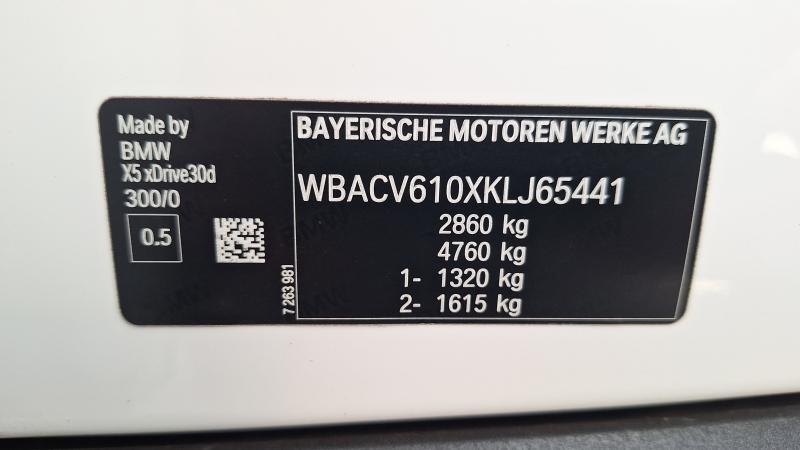 Made by
BMW
X5 xDrive30d
300/0
0.5
7 263 981
BAYERISCHE MOTOREN WERKE AG
WBACV610XKLJ65441
2860 kg
4760 kg
1- 1320 kg
2- 1615 kg